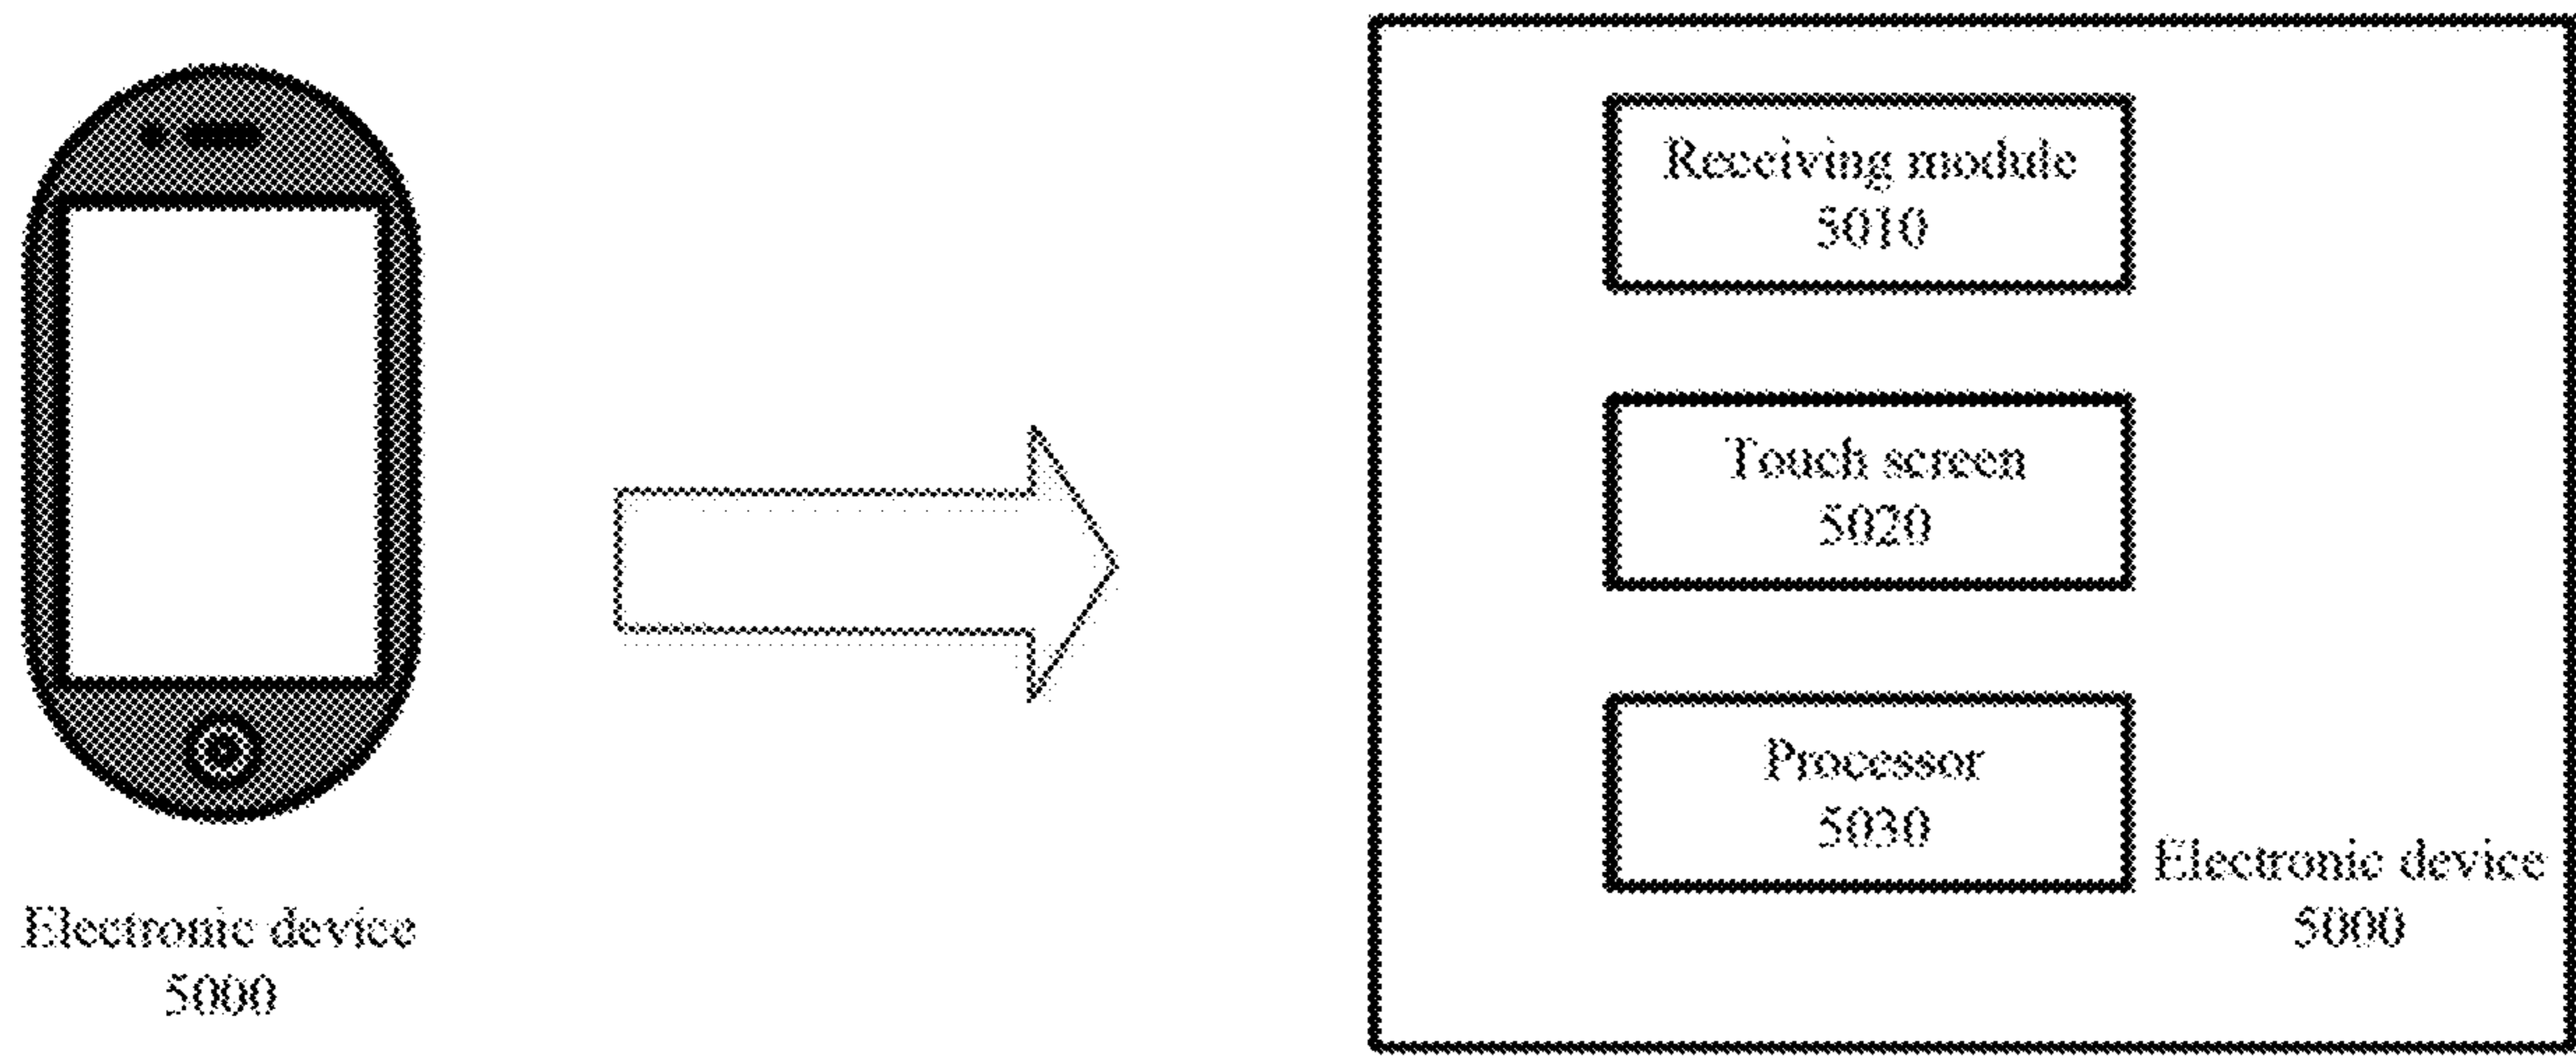 Electronic device
5000
Receiving module
5010
Touch screen
5020
Processor
5030
Electronic device
5000